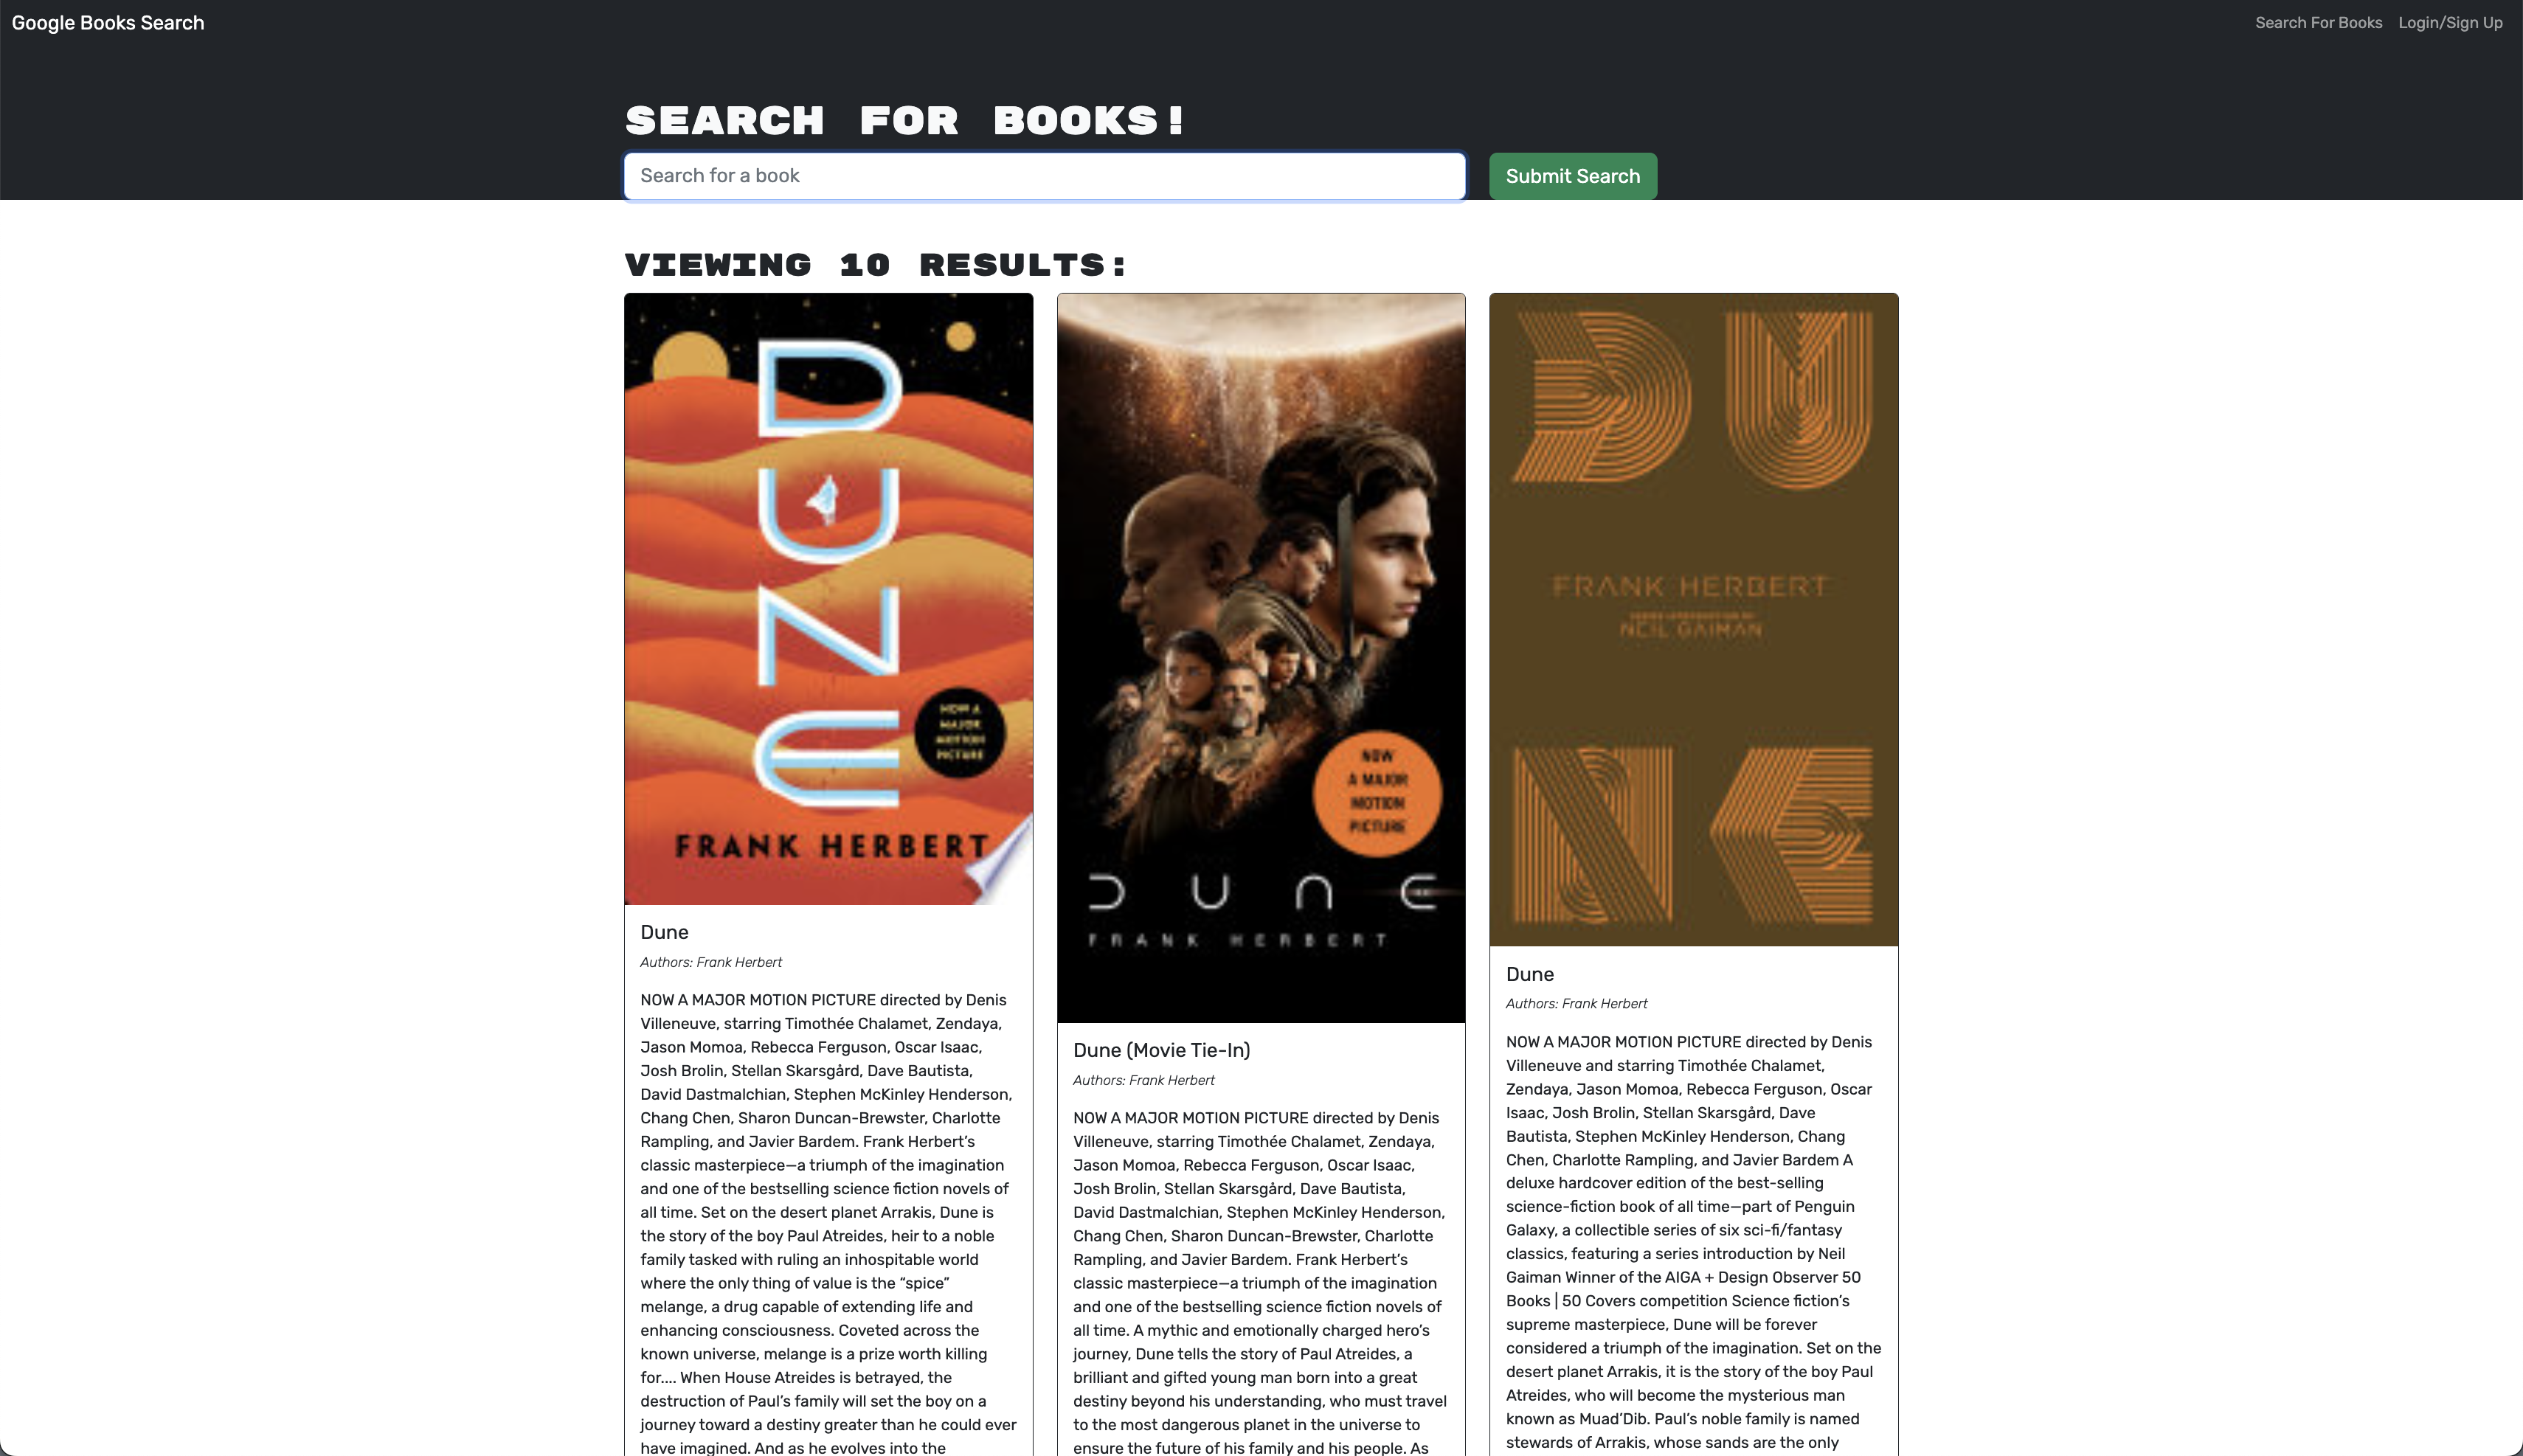 Google Books Search
Search For Books
Login/Sign Up
SEARCH FOR BOOKS!
Search for a book
Submit Search
VIEWING 10 RESULTS:
DUNE
NOW A
MAJOR
MOTION
PICTURE
FRANK HERBERT
Dune
Authors: Frank Herbert
NOW A MAJOR MOTION PICTURE directed by Denis
Villeneuve, starring Timothée Chalamet, Zendaya,
Jason Momoa, Rebecca Ferguson, Oscar Isaac,
Josh Brolin, Stellan Skarsgård, Dave Bautista,
David Dastmalchian, Stephen McKinley Henderson,
Chang Chen, Sharon Duncan-Brewster, Charlotte
Rampling, and Javier Bardem. Frank Herbert’s
classic masterpiece—a triumph of the imagination
and one of the bestselling science fiction novels of
all time. Set on the desert planet Arrakis, Dune is
the story of the boy Paul Atreides, heir to a noble
family tasked with ruling an inhospitable world
where the only thing of value is the “spice”
melange, a drug capable of extending life and
enhancing consciousness. Coveted across the
known universe, melange is a prize worth killing
for.... When House Atreides is betrayed, the
destruction of Paul’s family will set the boy on a
journey toward a destiny greater than he could ever
have imagined. And as he evolves into the
NOW
A MAJOR
MOTION
PICTURE
DUNE
FRANK HERBERT
Dune (Movie Tie-In)
Authors: Frank Herbert
NOW A MAJOR MOTION PICTURE directed by Denis
Villeneuve, starring Timothée Chalamet, Zendaya,
Jason Momoa, Rebecca Ferguson, Oscar Isaac,
Josh Brolin, Stellan Skarsgård, Dave Bautista,
David Dastmalchian, Stephen McKinley Henderson,
Chang Chen, Sharon Duncan-Brewster, Charlotte
Rampling, and Javier Bardem. Frank Herbert’s
classic masterpiece—a triumph of the imagination
and one of the bestselling science fiction novels of
all time. A mythic and emotionally charged hero’s
journey, Dune tells the story of Paul Atreides, a
brilliant and gifted young man born into a great
destiny beyond his understanding, who must travel
to the most dangerous planet in the universe to
ensure the future of his family and his people. As
DU
FRANK HERBERT
NEIL GAIMAN
NE
Dune
Authors: Frank Herbert
NOW A MAJOR MOTION PICTURE directed by Denis
Villeneuve and starring Timothée Chalamet,
Zendaya, Jason Momoa, Rebecca Ferguson, Oscar
Isaac, Josh Brolin, Stellan Skarsgård, Dave
Bautista, Stephen McKinley Henderson, Chang
Chen, Charlotte Rampling, and Javier Bardem A
deluxe hardcover edition of the best-selling
science-fiction book of all time—part of Penguin
Galaxy, a collectible series of six sci-fi/fantasy
classics, featuring a series introduction by Neil
Gaiman Winner of the AIGA + Design Observer 50
Books | 50 Covers competition Science fiction’s
supreme masterpiece, Dune will be forever
considered a triumph of the imagination. Set on the
desert planet Arrakis, it is the story of the boy Paul
Atreides, who will become the mysterious man
known as Muad’Dib. Paul’s noble family is named
stewards of Arrakis, whose sands are the only